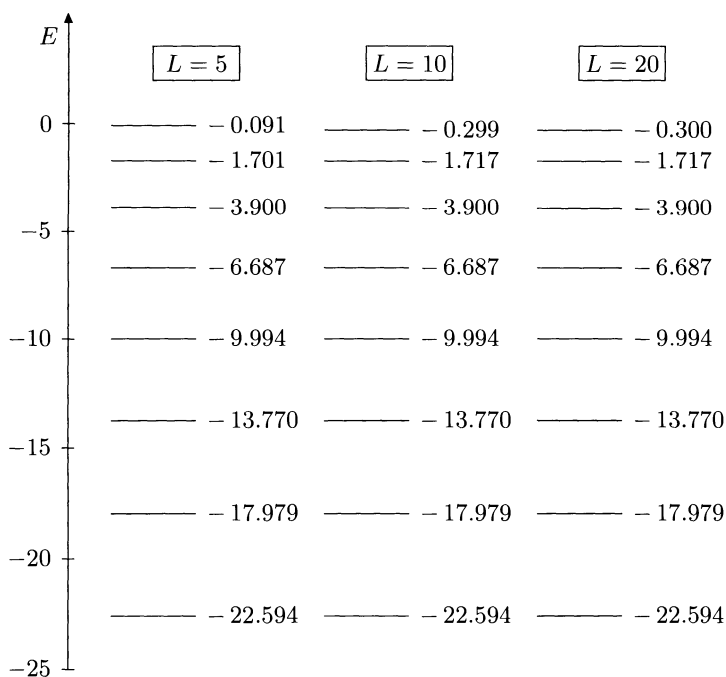 E
L = 5 L = 10 L = 20
0 − 0.091 − 0.299 − 0.300
− 1.701 − 1.717 − 1.717
− 3.900 − 3.900 − 3.900
−5
− 6.687 − 6.687 − 6.687
−10 − 9.994 − 9.994 − 9.994
− 13.770 − 13.770 − 13.770
−15
− 17.979 − 17.979 − 17.979
−20
− 22.594 − 22.594 − 22.594
−25